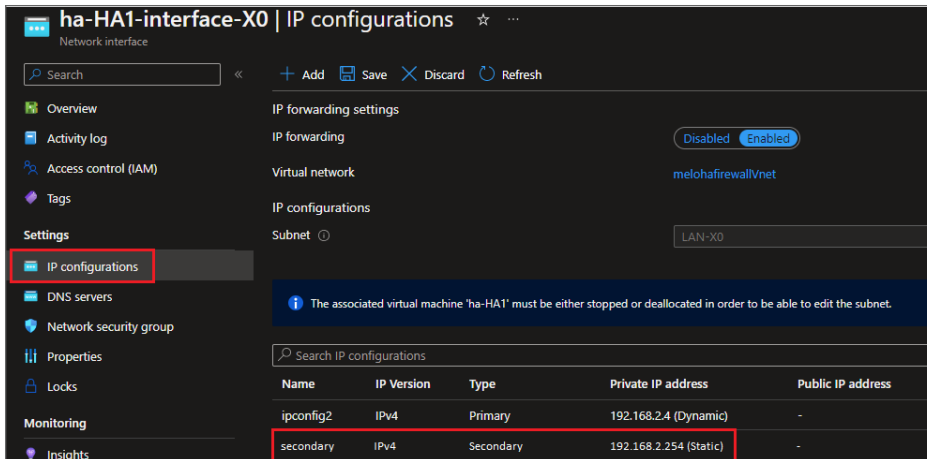 ha-HA1-interface-X0 | IP configurations ☆ ...
Network interface
Search «
Overview
Activity log
Access control (IAM)
Tags
Settings
IP configurations
DNS servers
Network security group
Properties
Locks
Monitoring
Insights
+ Add Save Discard Refresh
IP forwarding settings
IP forwarding Disabled Enabled
Virtual network melohafirewallVnet
IP configurations
Subnet LAN-X0
The associated virtual machine 'ha-HA1' must be either stopped or deallocated in order to be able to edit the subnet.
Search IP configurations
Name IP Version Type Private IP address Public IP address
ipconfig2 IPv4 Primary 192.168.2.4 (Dynamic) -
secondary IPv4 Secondary 192.168.2.254 (Static) -